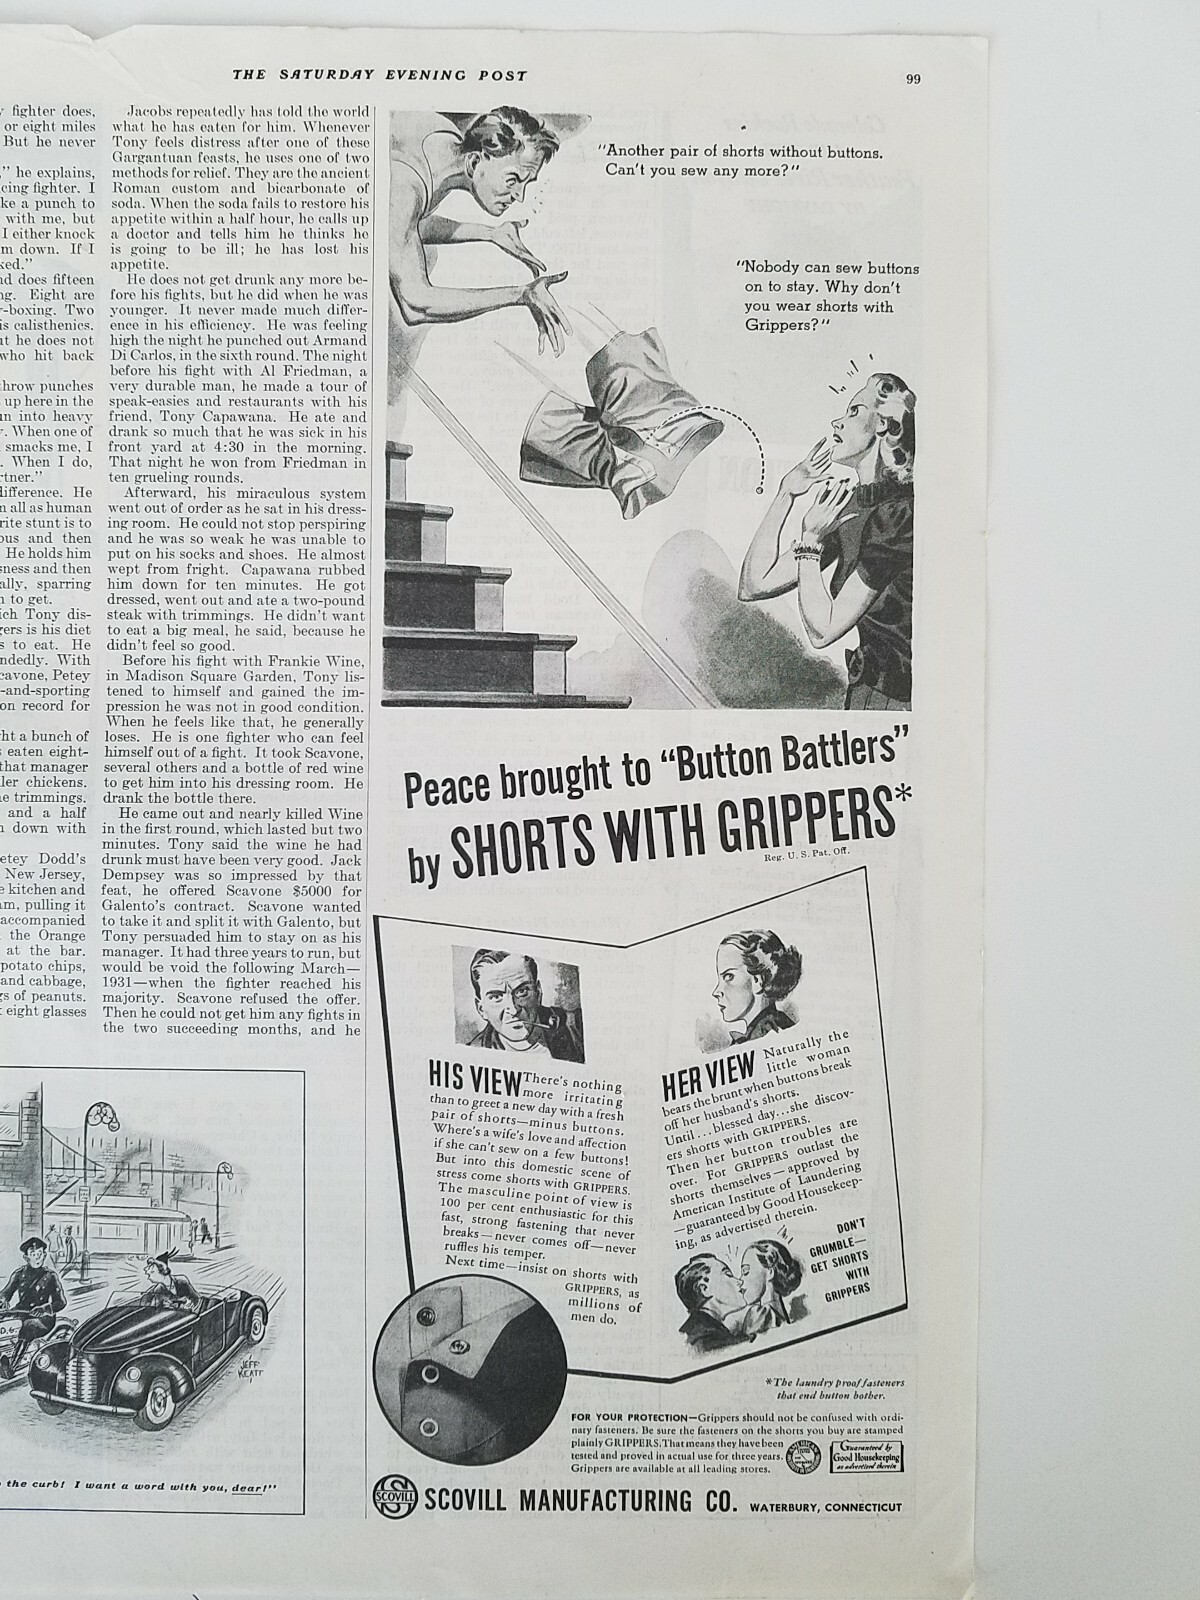 THE SATURDAY EVENING POST
99
fighter does,
or eight miles
But he never
," he explains,
cing fighter. I
ke a punch to
with me, but
I either knock
m down. If I
ked."
nd does fifteen
ng. Eight are
-boxing. Two
is calisthenics.
at he does not
who hit back
throw punches
up here in the
un into heavy
. When one of
smacks me, I
. When I do,
rtner."
ifference. He
n all as human
rite stunt is to
ous and then
He holds him
sness and then
ally, sparring
n to get.
ich Tony dis-
gers is his diet
s to eat. He
ndedly. With
cavone, Petey
-and-sporting
on record for
ht a bunch of
s eaten eight-
that manager
ler chickens.
e trimmings.
and a half
n down with
etey Dodd's
New Jersey,
e kitchen and
am, pulling it
accompanied
the Orange
at the bar.
potato chips,
and cabbage,
gs of peanuts.
eight glasses
Jacobs repeatedly has told the world
what he has eaten for him. Whenever
Tony feels distress after one of these
Gargantuan feasts, he uses one of two
methods for relief. They are the ancient
Roman custom and bicarbonate of
soda. When the soda fails to restore his
appetite within a half hour, he calls up
a doctor and tells him he thinks he
is going to be ill; he has lost his
appetite.
He does not get drunk any more be-
fore his fights, but he did when he was
younger. It never made much differ-
ence in his efficiency. He was feeling
high the night he punched out Armand
Di Carlos, in the sixth round. The night
before his fight with Al Friedman, a
very durable man, he made a tour of
speak-easies and restaurants with his
friend, Tony Capawana. He ate and
drank so much that he was sick in his
front yard at 4:30 in the morning.
That night he won from Friedman in
ten grueling rounds.
Afterward, his miraculous system
went out of order as he sat in his dress-
ing room. He could not stop perspiring
and he was so weak he was unable to
put on his socks and shoes. He almost
wept from fright. Capawana rubbed
him down for ten minutes. He got
dressed, went out and ate a two-pound
steak with trimmings. He didn't want
to eat a big meal, he said, because he
didn't feel so good.
Before his fight with Frankie Wine,
in Madison Square Garden, Tony lis-
tened to himself and gained the im-
pression he was not in good condition.
When he feels like that, he generally
loses. He is one fighter who can feel
himself out of a fight. It took Scavone,
several others and a bottle of red wine
to get him into his dressing room. He
drank the bottle there.
He came out and nearly killed Wine
in the first round, which lasted but two
minutes. Tony said the wine he had
drunk must have been very good. Jack
Dempsey was so impressed by that
feat, he offered Scavone $5000 for
Galento's contract. Scavone wanted
to take it and split it with Galento, but
Tony persuaded him to stay on as his
manager. It had three years to run, but
would be void the following March—
1931—when the fighter reached his
majority. Scavone refused the offer.
Then he could not get him any fights in
the two succeeding months, and he
JEFF
KEATE
the curb! I want a word with you, dear!"
"Another pair of shorts without buttons.
Can't you sew any more?"
"Nobody can sew buttons
on to stay. Why don't
you wear shorts with
Grippers?"
Peace brought to "Button Battlers"
by SHORTS WITH GRIPPERS*
Reg. U. S. Pat. Off.
HIS VIEW There's nothing
more irritating
than to greet a new day with a fresh
pair of shorts—minus buttons.
Where's a wife's love and affection
if she can't sew on a few buttons!
But into this domestic scene of
stress come shorts with GRIPPERS.
The masculine point of view is
100 per cent enthusiastic for this
fast, strong fastening that never
breaks—never comes off—never
ruffles his temper.
Next time—insist on shorts with
GRIPPERS, as
millions of
men do.
HER VIEW Naturally the
little woman
bears the brunt when buttons break
off her husband's shorts.
Until...blessed day...she discov-
ers shorts with GRIPPERS.
Then her button troubles are
over. For GRIPPERS outlast the
shorts themselves—approved by
American Institute of Laundering
—guaranteed by Good Housekeep-
ing, as advertised therein.
DON'T
GRUMBLE—
GET SHORTS
WITH
GRIPPERS
*The laundry proof fasteners
that end button bother.
FOR YOUR PROTECTION—Grippers should not be confused with ordi-
nary fasteners. Be sure the fasteners on the shorts you buy are stamped
plainly GRIPPERS. That means they have been
tested and proved in actual use for three years.
Grippers are available at all leading stores.
Guaranteed by
Good Housekeeping
as advertised therein
SCOVILL
SCOVILL MANUFACTURING CO. WATERBURY, CONNECTICUT